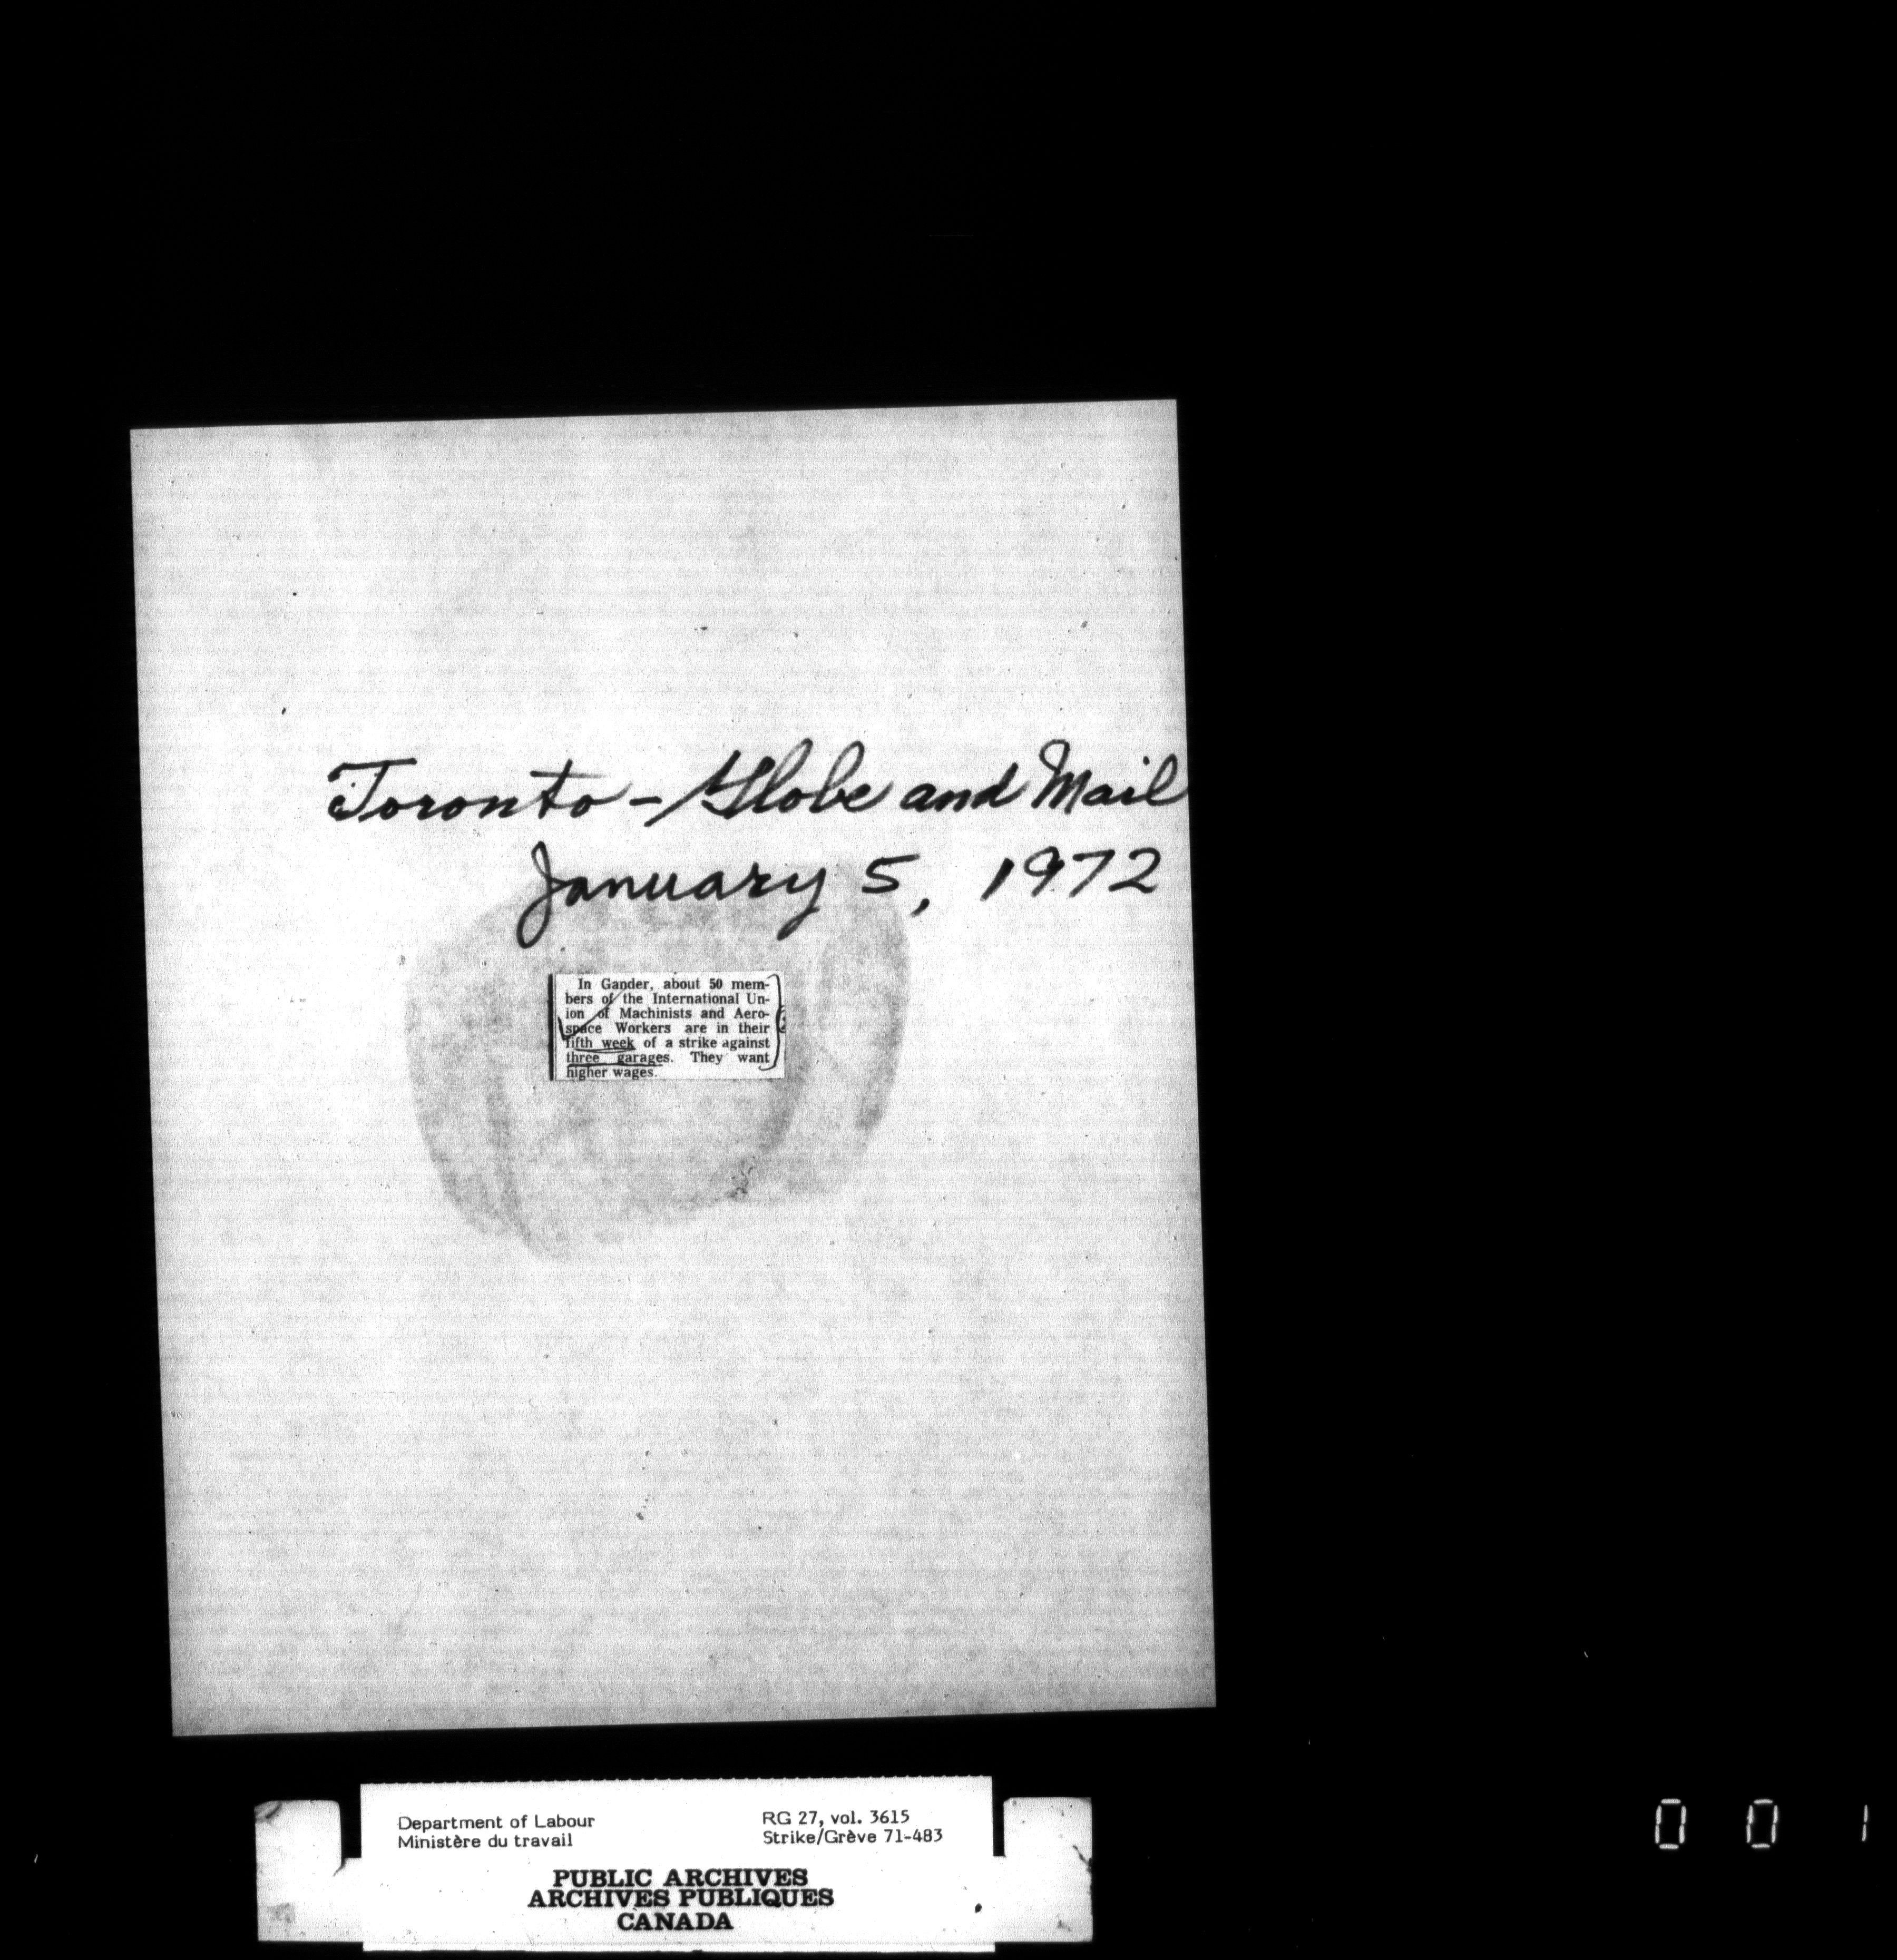 Toronto - Globe and Mail
January 5, 1972
In Gander, about 50 mem-
bers of the International Un-
ion of Machinists and Aero-
space Workers are in their
fifth week of a strike against
three garages. They want
higher wages.
Department of Labour
Ministère du travail
RG 27, vol. 3615
Strike/Grève 71-483
PUBLIC ARCHIVES
ARCHIVES PUBLIQUES
CANADA
0 0 1